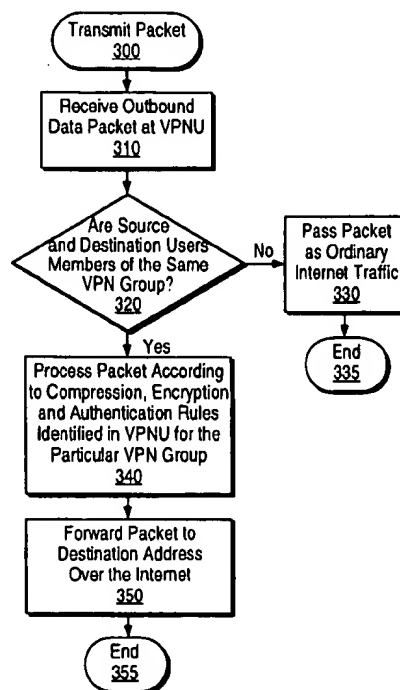 Transmit Packet
300
Receive Outbound
Data Packet at VPNU
310
Are Source
and Destination Users
Members of the Same
VPN Group?
320
No
Pass Packet
as Ordinary
Internet Traffic
330
End
335
Yes
Process Packet According
to Compression, Encryption
and Authentication Rules
Identified in VPNU for the
Particular VPN Group
340
Forward Packet to
Destination Address
Over the Internet
350
End
355